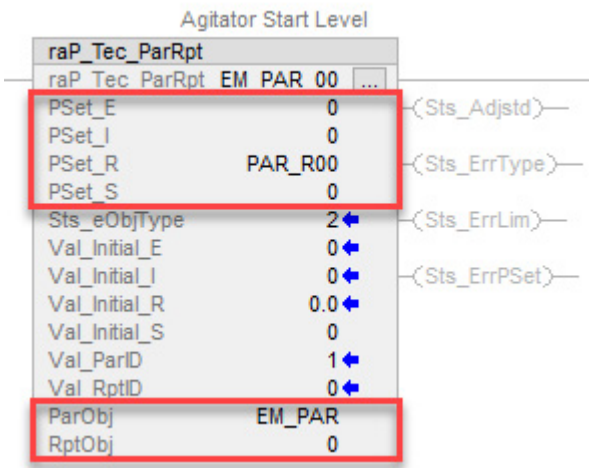 Agitator Start Level
raP_Tec_ParRpt
raP_Tec_ParRpt EM_PAR_00 ...
PSet_E 0 Sts_Adjstd
PSet_I 0
PSet_R PAR_R00 Sts_ErrType
PSet_S 0
Sts_eObjType 2 Sts_ErrLim
Val_Initial_E 0
Val_Initial_I 0 Sts_ErrPSet
Val_Initial_R 0.0
Val_Initial_S 0
Val_ParID 1
Val_RptID 0
ParObj EM_PAR
RptObj 0